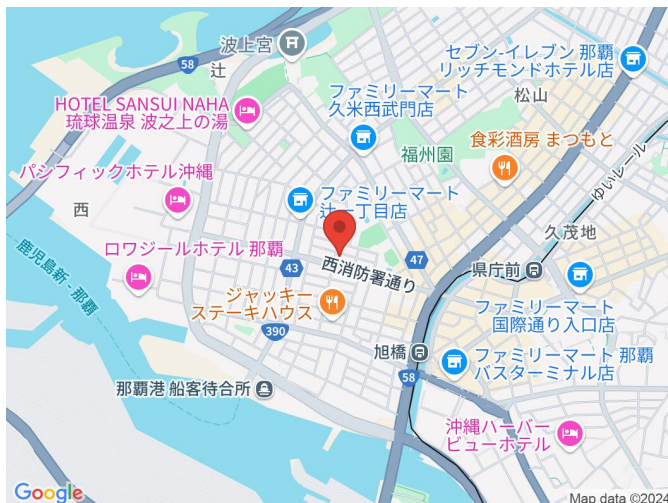 波上宮
58
辻
セブン-イレブン 那覇
リッチモンドホテル店
松山
HOTEL SANSUI NAHA
琉球温泉 波之上の湯
ファミリーマート
久米西武門店
福州園
食彩酒房 まつもと
ゆいレール
パシフィックホテル沖縄
西
ファミリーマート
辻一丁目店
久茂地
鹿児島新 - 那覇
ロワジールホテル 那覇
43
西消防署通り
47
県庁前
ジャッキー
ステーキハウス
ファミリーマート
国際通り入口店
390
旭橋
ファミリーマート 那覇
バスターミナル店
58
那覇港 船客待合所
沖縄ハーバー
ビューホテル
Google
Map data ©2024